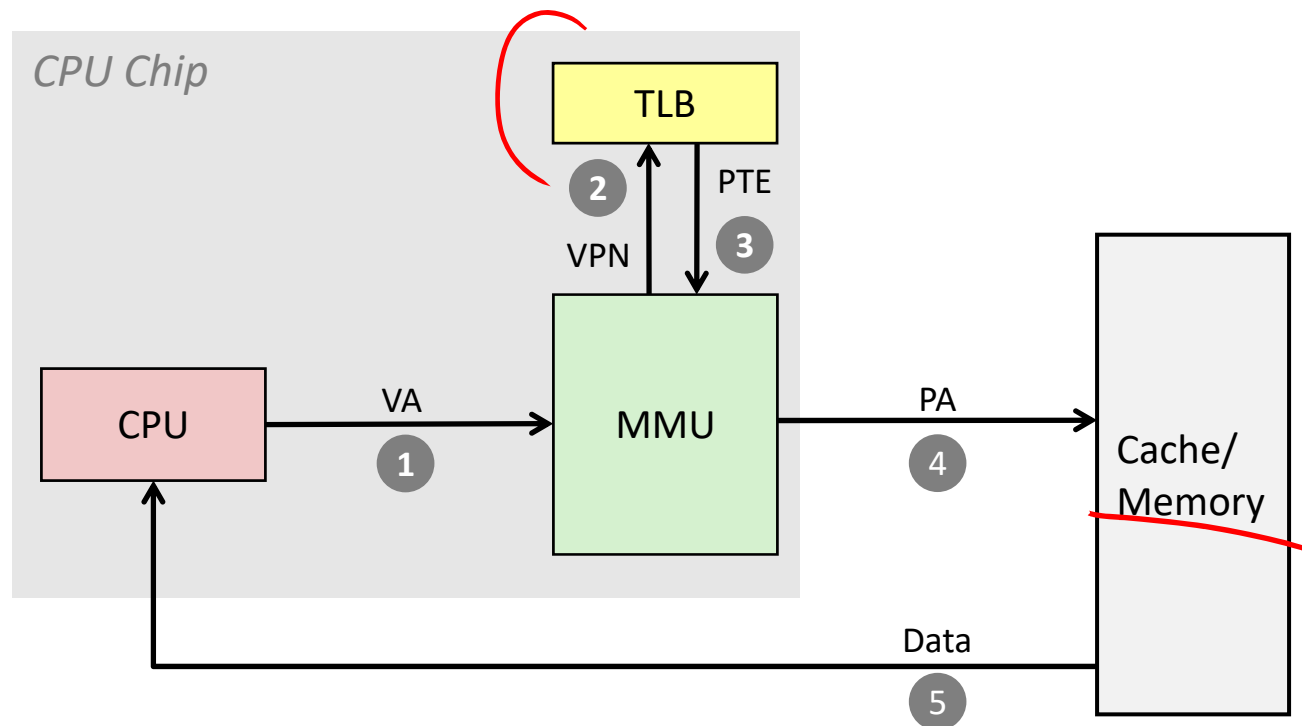 CPU Chip
TLB
2
PTE
VPN
3
CPU
VA
1
MMU
PA
4
Cache/
Memory
Data
5